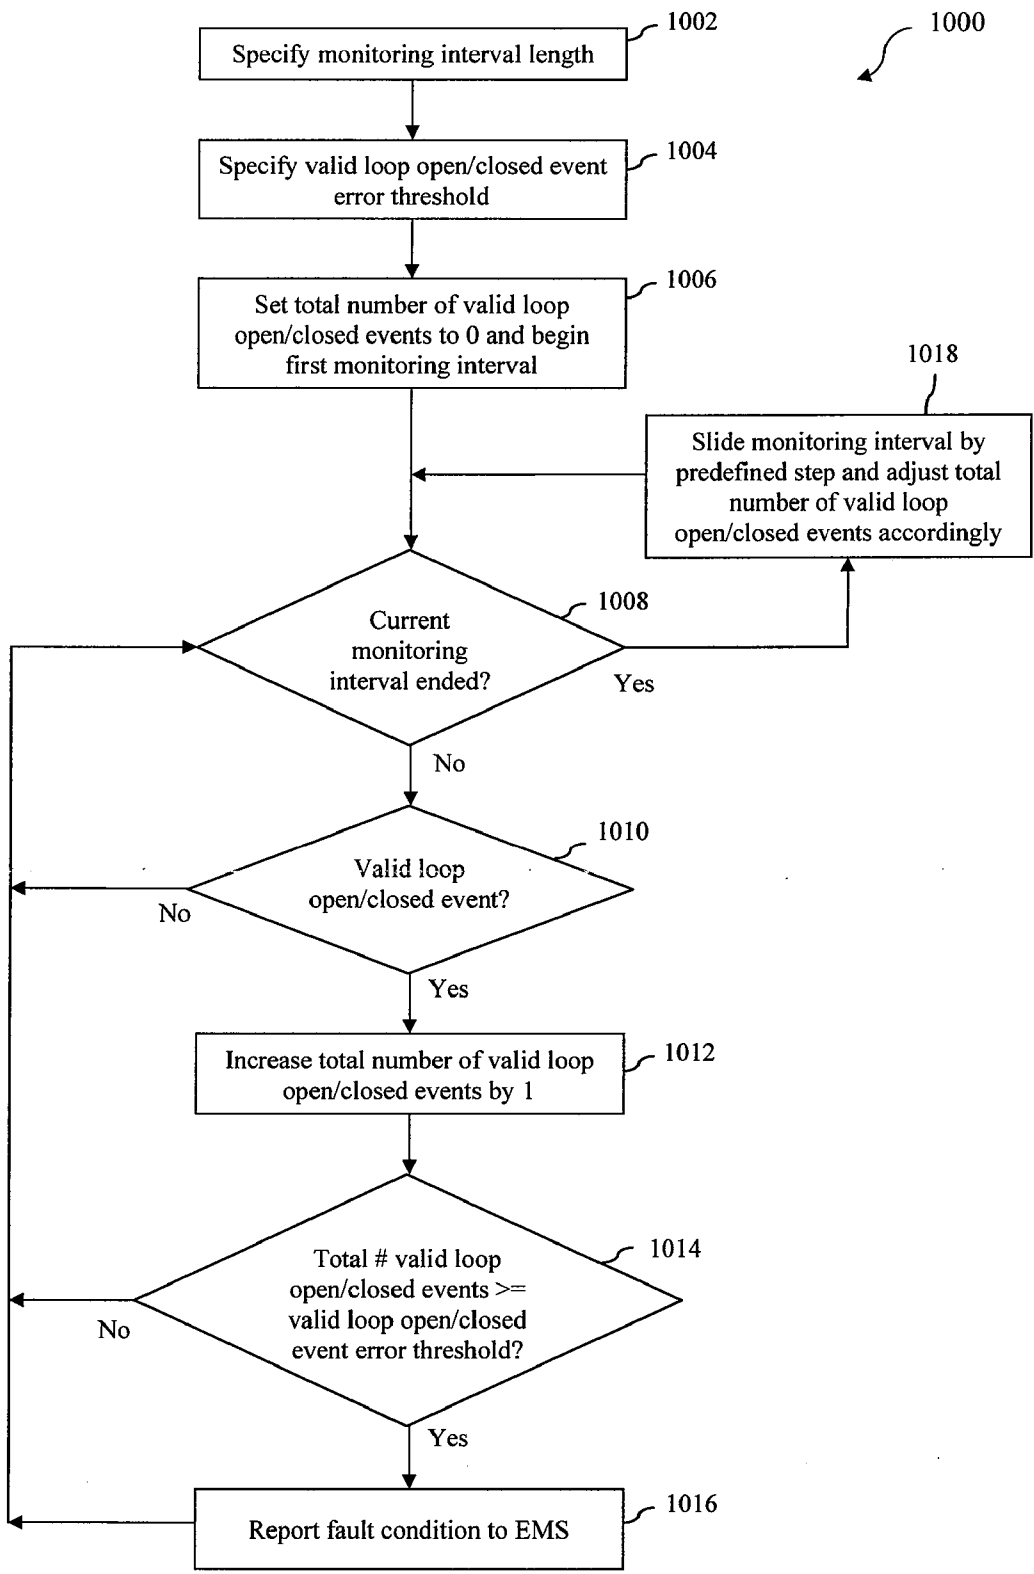 1002
1000
Specify monitoring interval length
1004
Specify valid loop open/closed event
error threshold
1006
Set total number of valid loop
open/closed events to 0 and begin
first monitoring interval
1018
Slide monitoring interval by
predefined step and adjust total
number of valid loop
open/closed events accordingly
1008
Current
monitoring
interval ended?
Yes
No
1010
Valid loop
open/closed event?
No
Yes
1012
Increase total number of valid loop
open/closed events by 1
1014
Total # valid loop
open/closed events >=
valid loop open/closed
event error threshold?
No
Yes
1016
Report fault condition to EMS